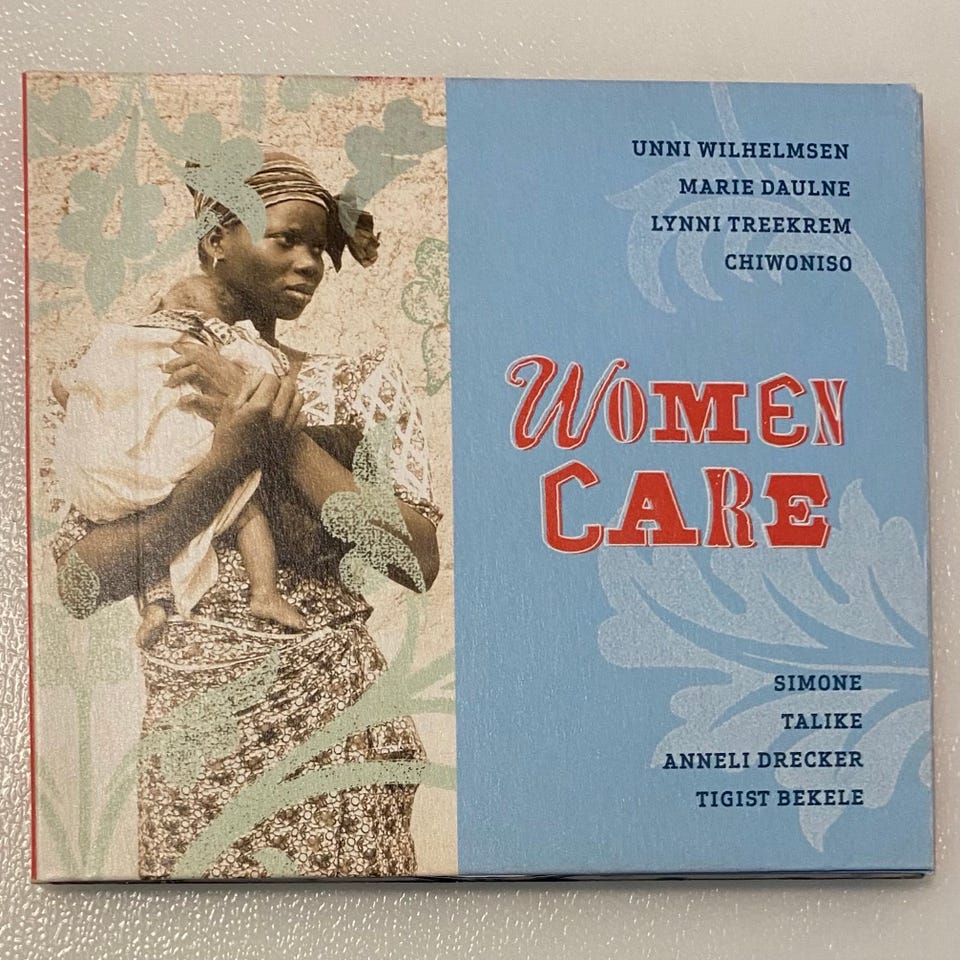 UNNI WILHELMSEN
MARIE DAULNE
LYNNI TREEKREM
CHIWONISO
WOMEN
CARE
SIMONE
TALIKE
ANNELI DRECKER
TIGIST BEKELE